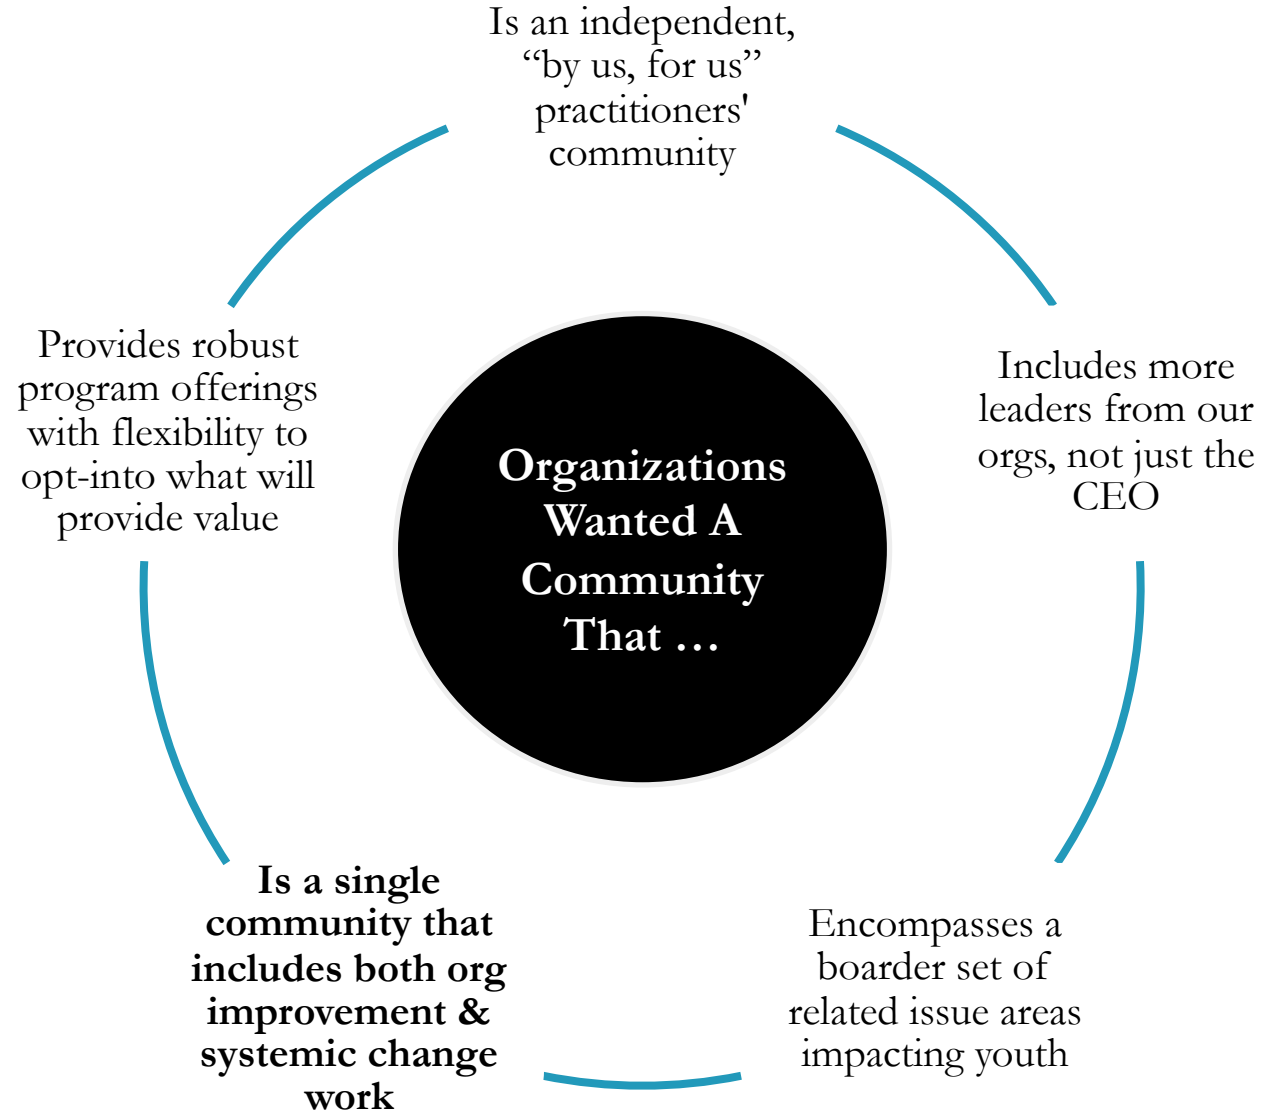 Is an independent,
“by us, for us”
practitioners'
community
Includes more
leaders from our
orgs, not just the
CEO
Encompasses a
boarder set of
related issue areas
impacting youth
Is a single
community that
includes both org
improvement &
systemic change
work
Provides robust
program offerings
with flexibility to
opt-into what will
provide value
Organizations
Wanted A
Community
That …